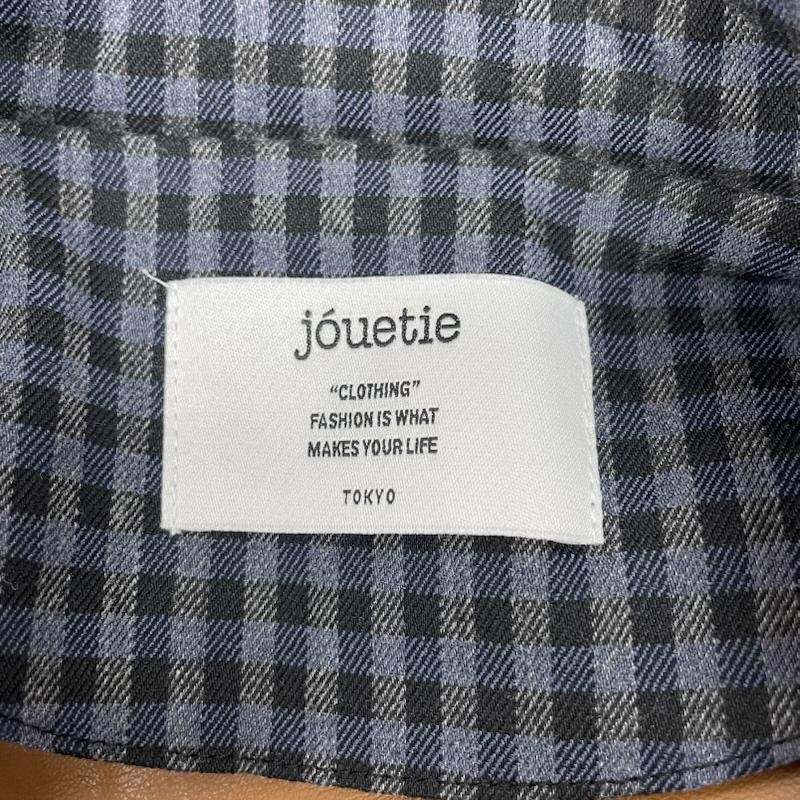 jóuetie
“CLOTHING”
FASHION IS WHAT
MAKES YOUR LIFE
TOKYO